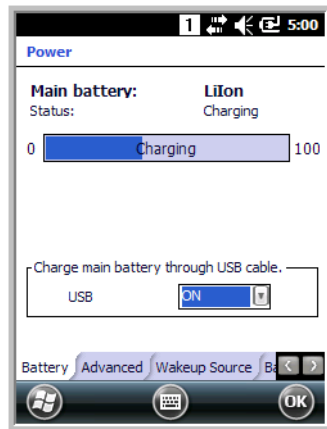 1 5:00
Power
Main battery: LiIon
Status: Charging
0 Charging 100
Charge main battery through USB cable.
USB ON
Battery Advanced Wakeup Source Ba
OK